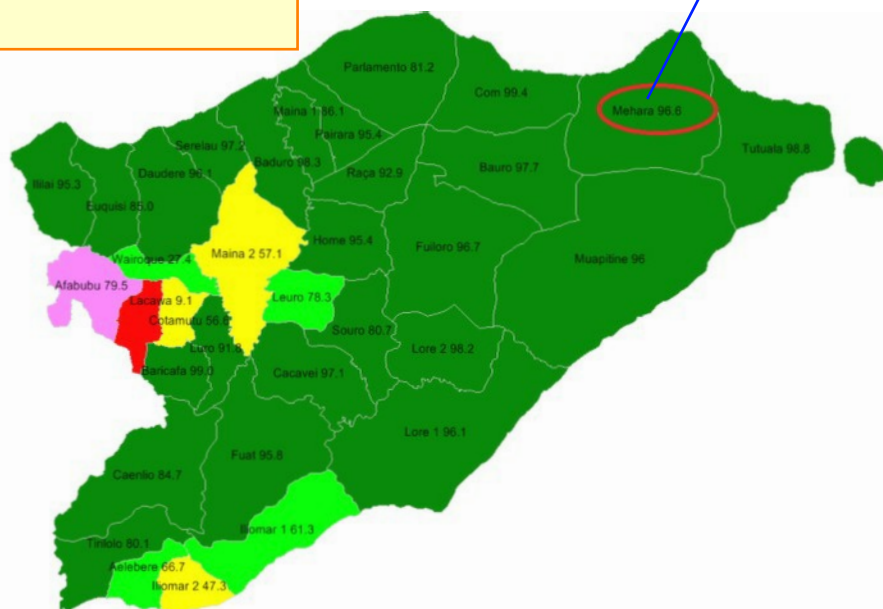 Parlamento 81.2
Com 99.4
Mehara 96.6
Maina 1 86.1
Pairara 95.4
Serelau 97.2
Baduro 98.3
Tutuala 98.8
Daudere 96.1
Raça 92.9
Bauro 97.7
Ililai 95.3
Euquisi 85.0
Home 95.4
Fuiloro 96.7
Maina 2 57.1
Wairoque 27.4
Muapitine 96
Afabubu 79.5
Lacawa 9.1
Leuro 78.3
Cotamutu 56.6
Souro 80.7
Luro 91.8
Lore 2 98.2
Baricafa 99.0
Cacavei 97.1
Lore 1 96.1
Fuat 95.8
Caenlio 84.7
Iliomar 1 61.3
Tirilolo 80.1
Aelebere 66.7
Iliomar 2 47.3